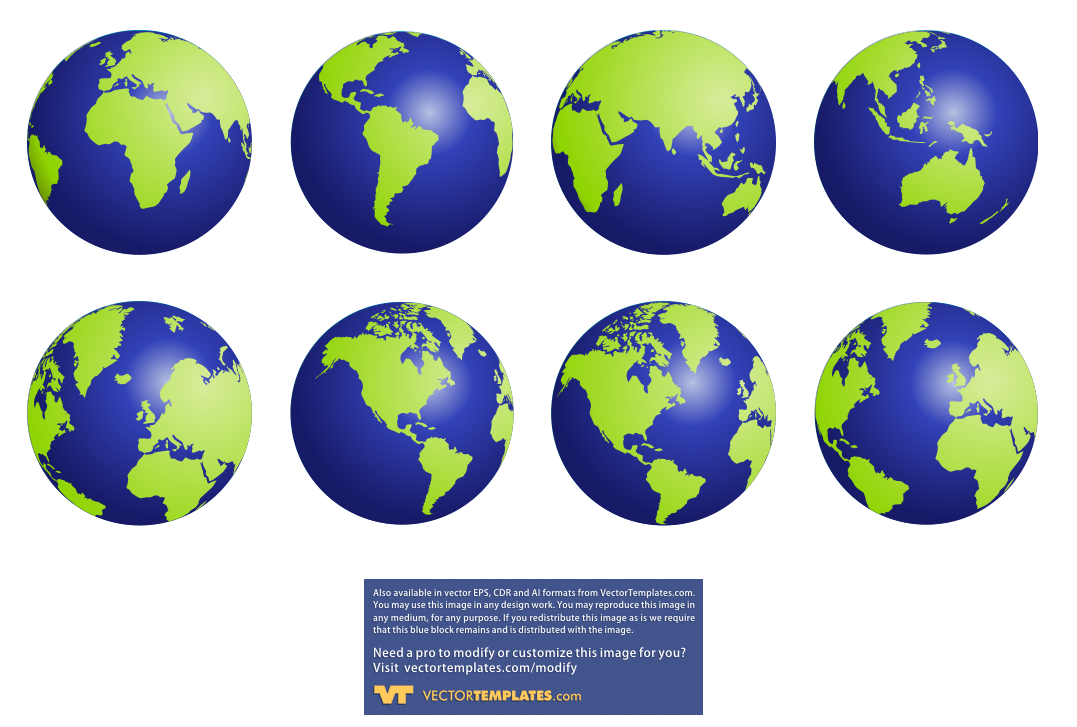 Also available in vector EPS, CDR and AI formats from VectorTemplates.com.
You may use this image in any design work. You may reproduce this image in
any medium, for any purpose. If you redistribute this image as is we require
that this blue block remains and is distributed with the image.
Need a pro to modify or customize this image for you?
Visit vectortemplates.com/modify
VT VECTORTEMPLATES.com